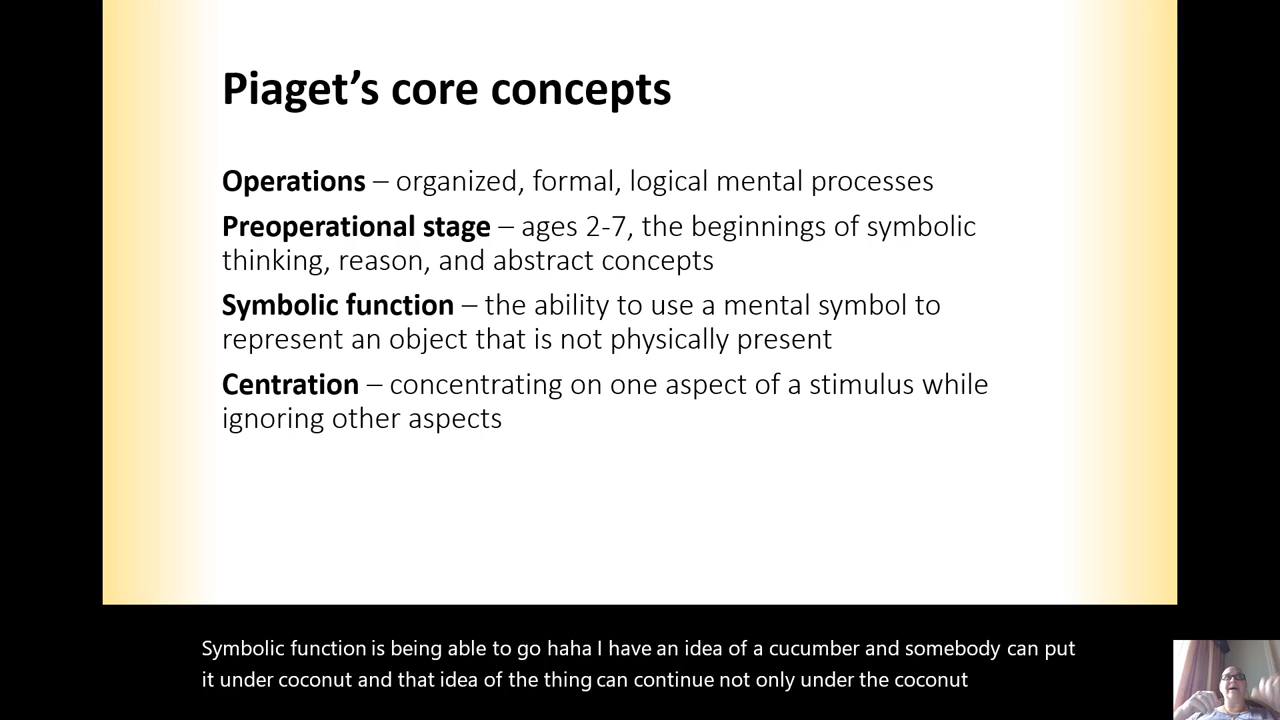 Piaget’s core concepts
Operations – organized, formal, logical mental processes
Preoperational stage – ages 2-7, the beginnings of symbolic
thinking, reason, and abstract concepts
Symbolic function – the ability to use a mental symbol to
represent an object that is not physically present
Centration – concentrating on one aspect of a stimulus while
ignoring other aspects
Symbolic function is being able to go haha I have an idea of a cucumber and somebody can put
it under coconut and that idea of the thing can continue not only under the coconut